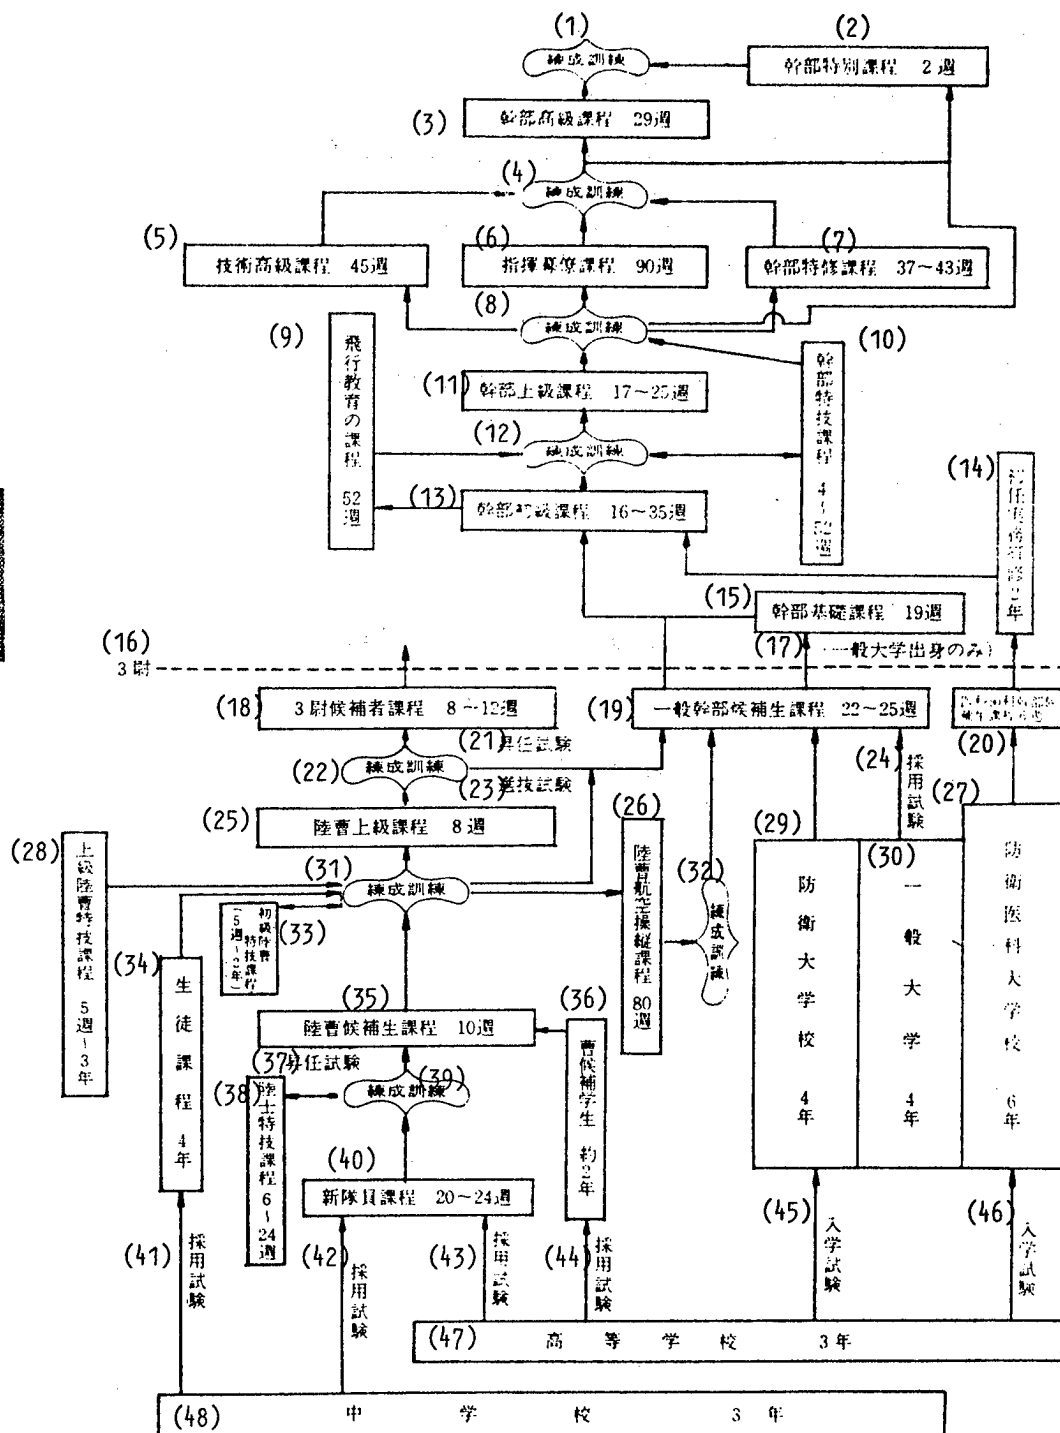 (1)
練成訓練
(2)
幹部特別課程 2週
(3)
幹部高級課程 29週
(4)
練成訓練
(5)
技術高級課程 45週
(6)
指揮幕僚課程 90週
(7)
幹部特修課程 37〜43週
(8)
練成訓練
(9)
飛行教育の課程 52週
(10)
幹部特技課程 4〜52週
(11)
幹部上級課程 17〜25週
(12)
練成訓練
(13)
幹部初級課程 16〜35週
(14)
初任実務研修2年
(15)
幹部基礎課程 19週
(16)
3尉
(17)
(一般大学出身のみ)
(18)
3尉候補者課程 8〜12週
(19)
一般幹部候補生課程 22〜25週
(20)
(21)
昇任試験
(22)
練成訓練
(23)
選抜試験
(24)
採用試験
(25)
陸曹上級課程 8週
(26)
陸曹航空操縦課程 80週
(27)
防衛医科大学校 6年
(28)
上級陸曹特技課程 5週〜3年
(29)
防衛大学校 4年
(30)
一般大学 4年
(31)
練成訓練
(32)
練成訓練
(33)
初級陸曹
特技課程
(5週〜2年)
(34)
生徒課程 4年
(35)
陸曹候補生課程 10週
(36)
曹候補学生 約2年
(37)
昇任試験
(38)
陸士特技課程 6〜24週
(39)
練成訓練
(40)
新隊員課程 20〜24週
(41)
採用試験
(42)
採用試験
(43)
採用試験
(44)
採用試験
(45)
入学試験
(46)
入学試験
(47)
高等学校 3年
(48)
中学校 3年